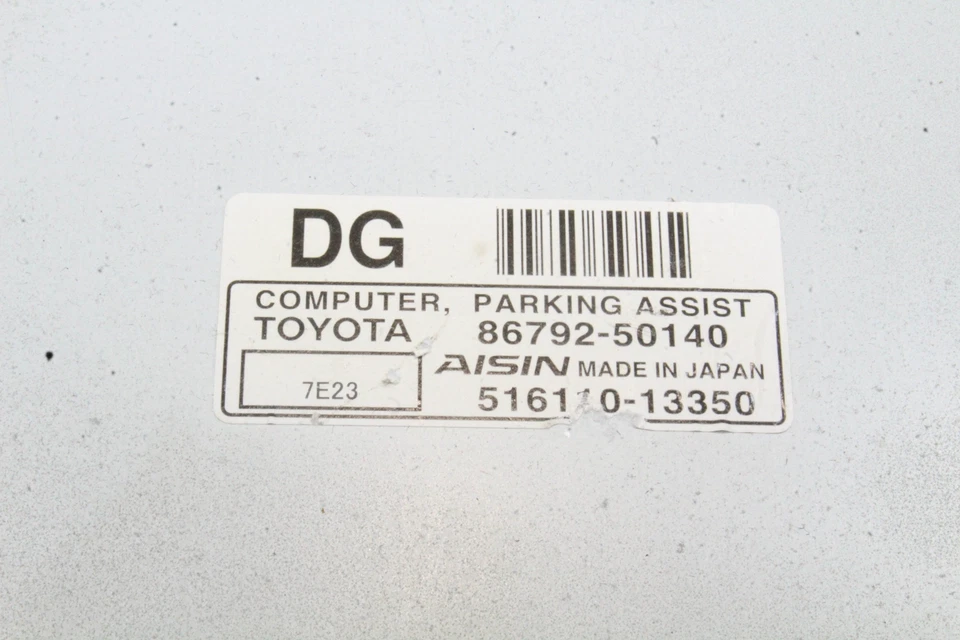 DG
COMPUTER, PARKING ASSIST
TOYOTA 86792-50140
AISIN MADE IN JAPAN
7E23
516110-13350